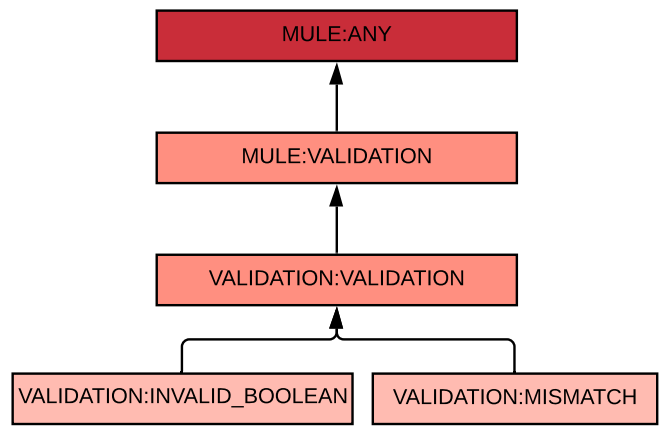 MULE:ANY
MULE:VALIDATION
VALIDATION:VALIDATION
VALIDATION:INVALID_BOOLEAN
VALIDATION:MISMATCH